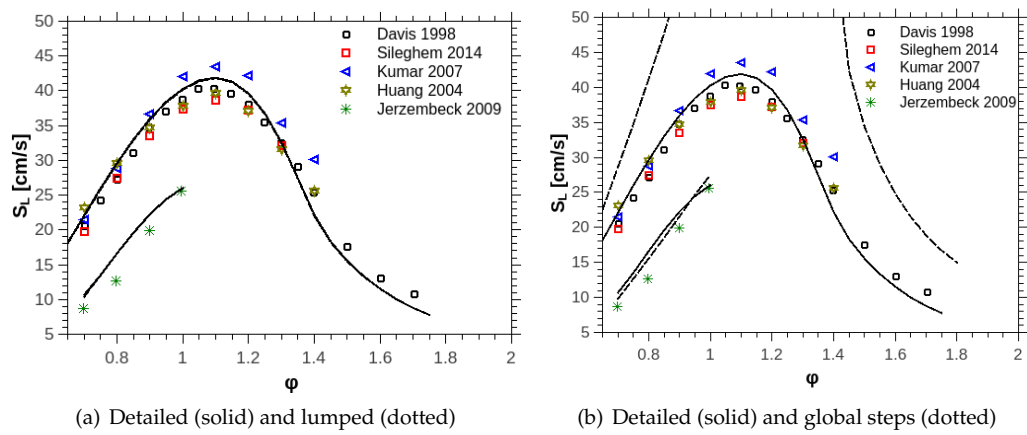 50
45
40
35
30
25
20
15
10
5
S_L [cm/s]
Davis 1998
Sileghem 2014
Kumar 2007
Huang 2004
Jerzembeck 2009
0.8 1 1.2 1.4 1.6 1.8 2
φ
(a) Detailed (solid) and lumped (dotted)
50
45
40
35
30
25
20
15
10
5
S_L [cm/s]
Davis 1998
Sileghem 2014
Kumar 2007
Huang 2004
Jerzembeck 2009
0.8 1 1.2 1.4 1.6 1.8 2
φ
(b) Detailed (solid) and global steps (dotted)